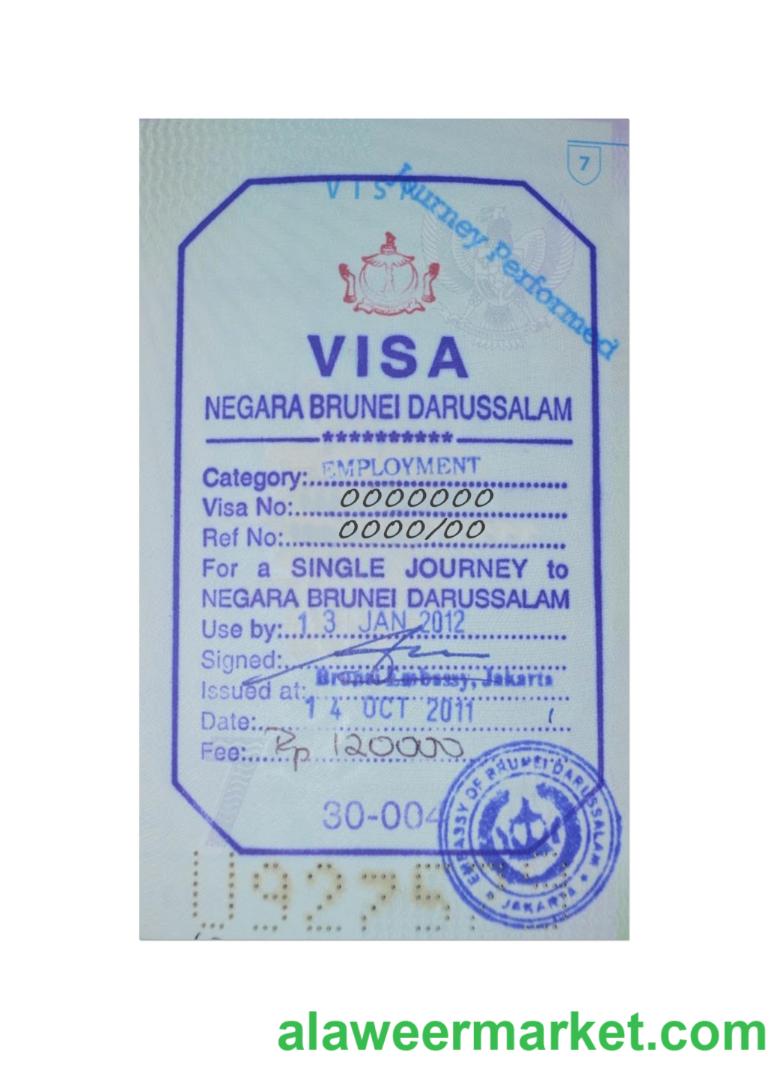 7
VISA
Journey Performed
VISA
NEGARA BRUNEI DARUSSALAM
**********
Category: EMPLOYMENT
Visa No: 0000000
Ref No: 0000/00
For a SINGLE JOURNEY to
NEGARA BRUNEI DARUSSALAM
Use by: 13 JAN 2012
Signed:
Issued at: Brunei Embassy, Jakarta
Date: 14 OCT 2011
Fee: Rp 120000
30-004
EMBASSY OF BRUNEI DARUSSALAM
JAKARTA
U9275
alaweermarket.com